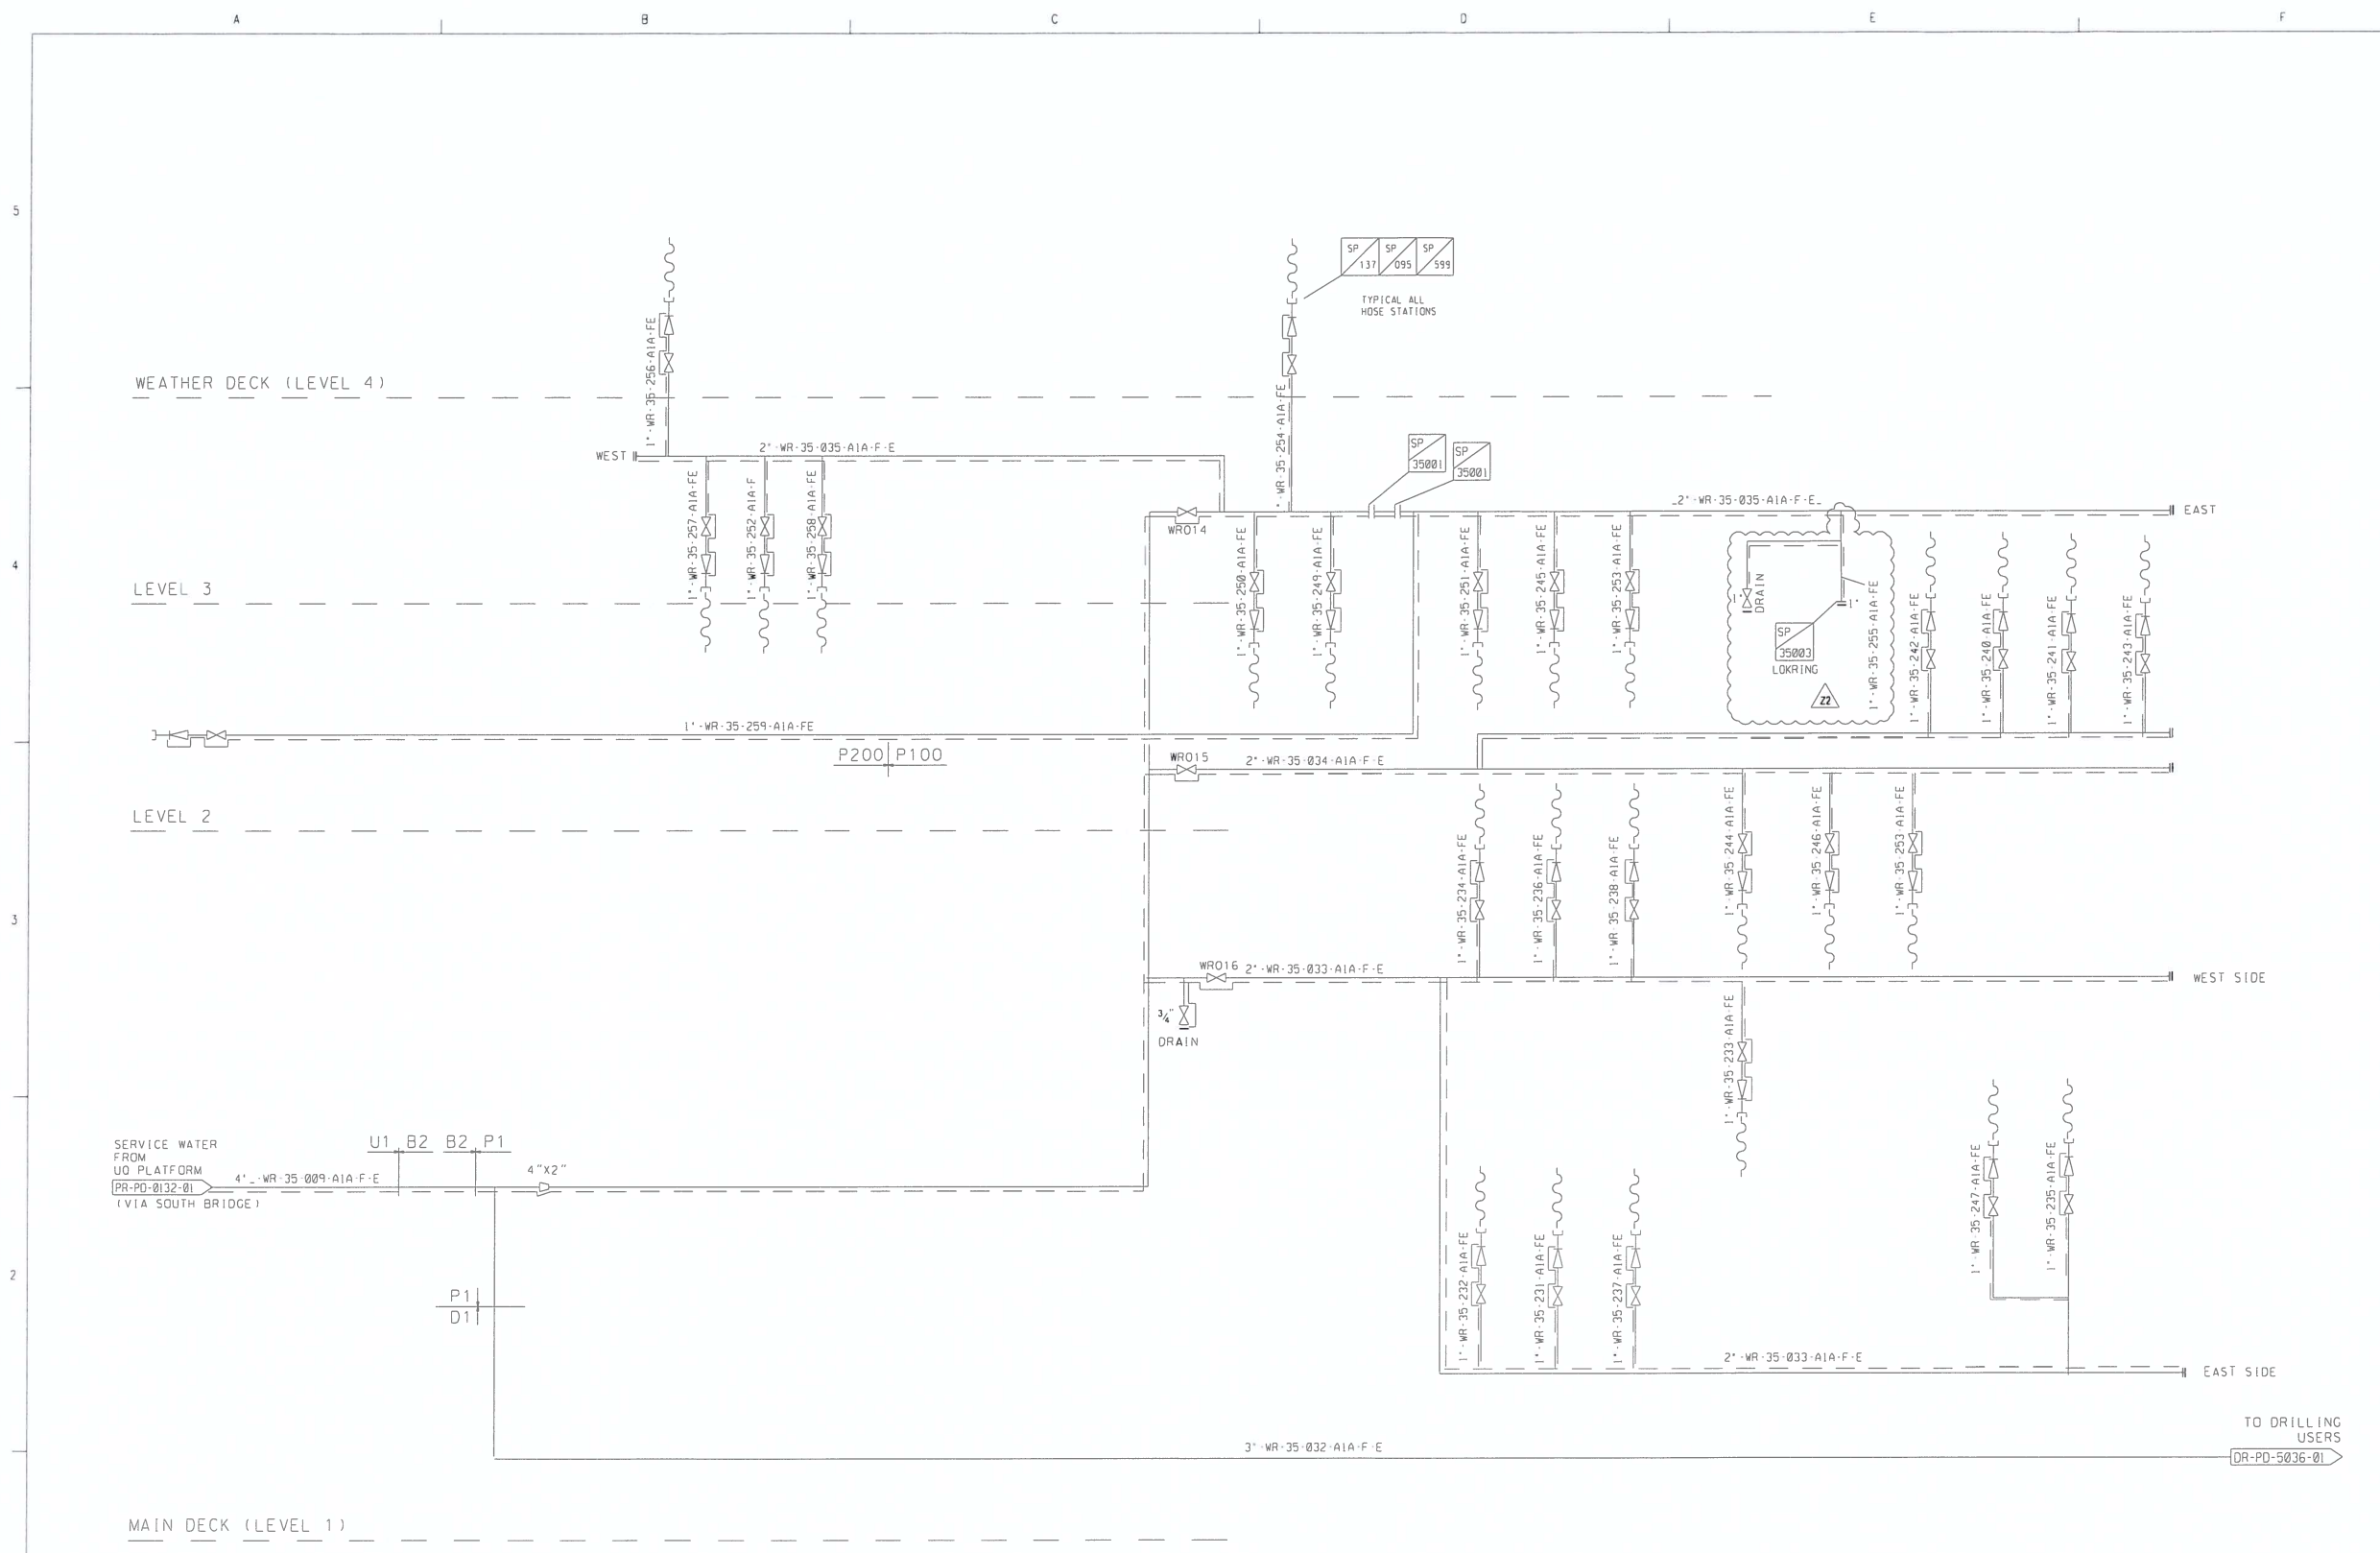 A
B
C
D
E
F
5
SP
137
SP
095
SP
599
TYPICAL ALL
HOSE STATIONS
1"-WR-35-256-A1A-FE
WEATHER DECK (LEVEL 4)
WEST
2"-WR-35-035-A1A-F-E
"-WR-35-254-A1A-FE
SP
35001
SP
35001
2"-WR-35-035-A1A-F-E
EAST
1"-WR-35-257-A1A-FE
1"-WR-35-252-A1A-F
1"-WR-35-258-A1A-FE
WR014
4
1"-WR-35-250-A1A-FE
1"-WR-35-249-A1A-FE
1"-WR-35-251-A1A-FE
1"-WR-35-245-A1A-FE
1"-WR-35-253-A1A-FE
LEVEL 3
1"
DRAIN
1"
SP
35003
LOKRING
Z2
1"-WR-35-255-A1A-FE
1"-WR-35-242-A1A-FE
1"-WR-35-240-A1A-FE
1"-WR-35-241-A1A-FE
1"-WR-35-243-A1A-FE
1"-WR-35-259-A1A-FE
P200 P100
WR015
2"-WR-35-034-A1A-F-E
LEVEL 2
1"-WR-35-234-A1A-FE
1"-WR-35-236-A1A-FE
1"-WR-35-238-A1A-FE
1"-WR-35-244-A1A-FE
1"-WR-35-246-A1A-FE
1"-WR-35-253-A1A-FE
3
WR016
2"-WR-35-033-A1A-F-E
WEST SIDE
3/4"
DRAIN
1"-WR-35-233-A1A-FE
SERVICE WATER
FROM
UQ PLATFORM
PR-PD-0132-01
(VIA SOUTH BRIDGE)
4"-WR-35-009-A1A-F-E
U1 B2
B2 P1
4"X2"
1"-WR-35-247-A1A-FE
1"-WR-35-235-A1A-FE
2
P1
D1
1"-WR-35-232-A1A-FE
1"-WR-35-231-A1A-FE
1"-WR-35-237-A1A-FE
2"-WR-35-033-A1A-F-E
EAST SIDE
TO DRILLING
USERS
DR-PD-5036-01
3"-WR-35-032-A1A-F-E
MAIN DECK (LEVEL 1)